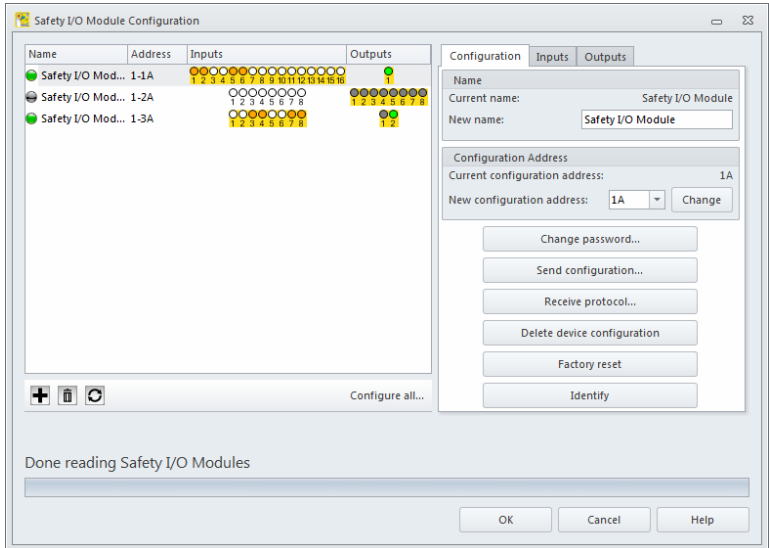 Safety I/O Module Configuration
Name Address Inputs Outputs
Safety I/O Mod... 1-1A
1 2 3 4 5 6 7 8 9 10 11 12 13 14 15 16 1
Safety I/O Mod... 1-2A
1 2 3 4 5 6 7 8 1 2 3 4 5 6 7 8
Safety I/O Mod... 1-3A
1 2 3 4 5 6 7 8 1 2
Configure all...
Configuration Inputs Outputs
Name
Current name: Safety I/O Module
New name: Safety I/O Module
Configuration Address
Current configuration address: 1A
New configuration address: 1A Change
Change password...
Send configuration...
Receive protocol...
Delete device configuration
Factory reset
Identify
Done reading Safety I/O Modules
OK Cancel Help